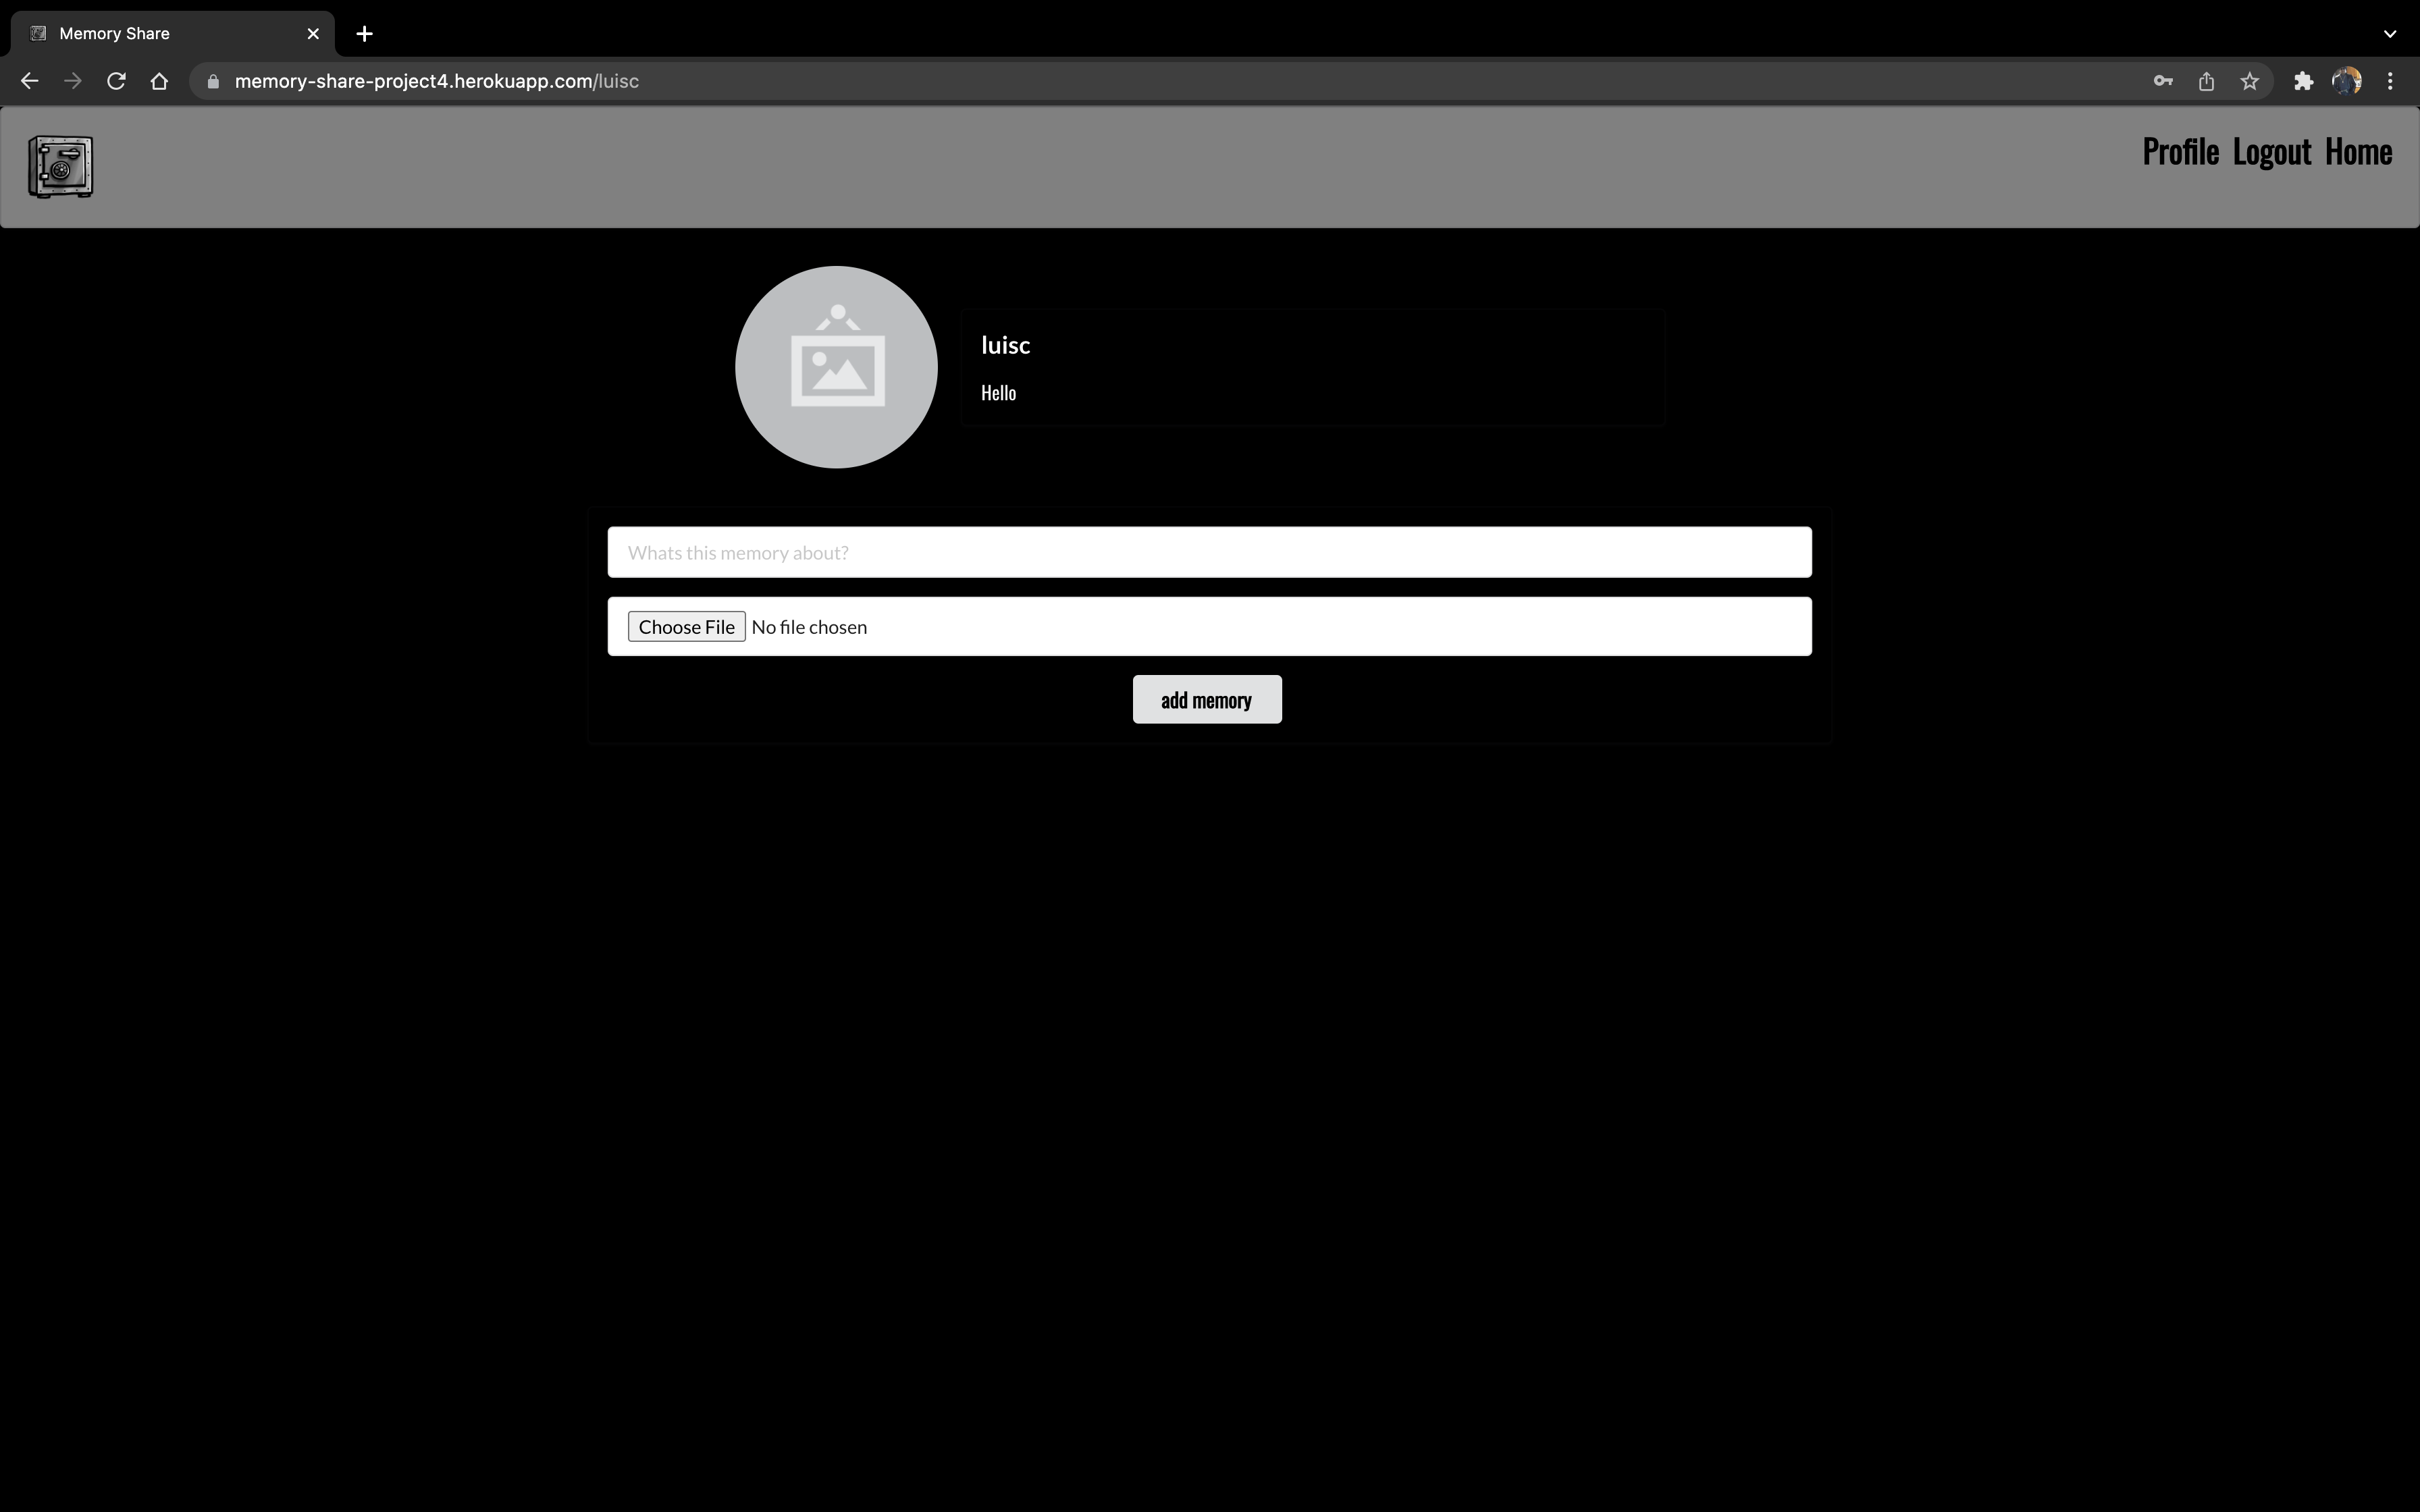 Memory Share
memory-share-project4.herokuapp.com/luisc
Profile Logout Home
luisc
Hello
Whats this memory about?
Choose File No file chosen
add memory